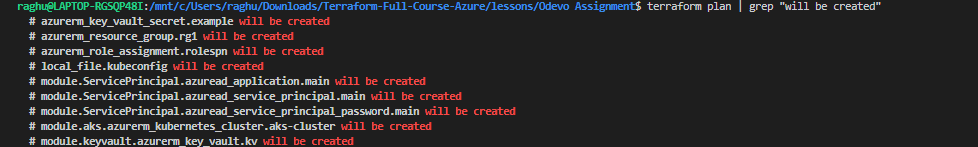 raghu@LAPTOP-RGSQP48I:/mnt/c/Users/raghu/Downloads/Terraform-Full-Course-Azure/lessons/Odevo Assignment$ terraform plan | grep "will be created"
# azurerm_key_vault_secret.example will be created
# azurerm_resource_group.rg1 will be created
# azurerm_role_assignment.rolespn will be created
# local_file.kubeconfig will be created
# module.ServicePrincipal.azuread_application.main will be created
# module.ServicePrincipal.azuread_service_principal.main will be created
# module.ServicePrincipal.azuread_service_principal_password.main will be created
# module.aks.azurerm_kubernetes_cluster.aks-cluster will be created
# module.keyvault.azurerm_key_vault.kv will be created